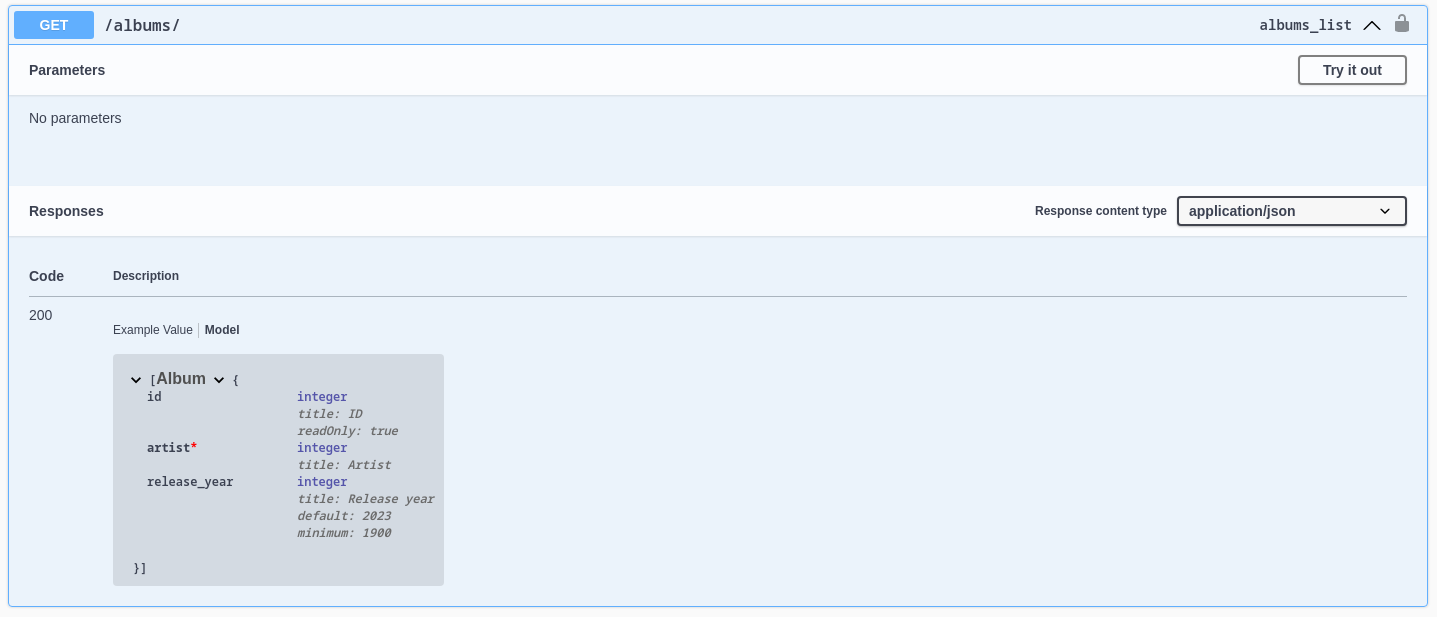 GET /albums/ albums_list
Parameters Try it out
No parameters
Responses Response content type application/json
Code Description
200
Example Value Model
[Album {
id integer
title: ID
readOnly: true
artist* integer
title: Artist
release_year integer
title: Release year
default: 2023
minimum: 1900
}]